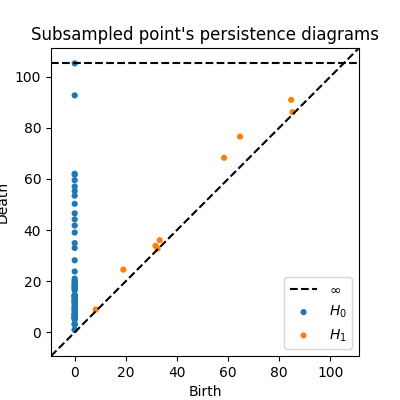 Subsampled point's persistence diagrams
100
80
60
40
20
0
Death
0 20 40 60 80 100
Birth
∞
H₀
H₁